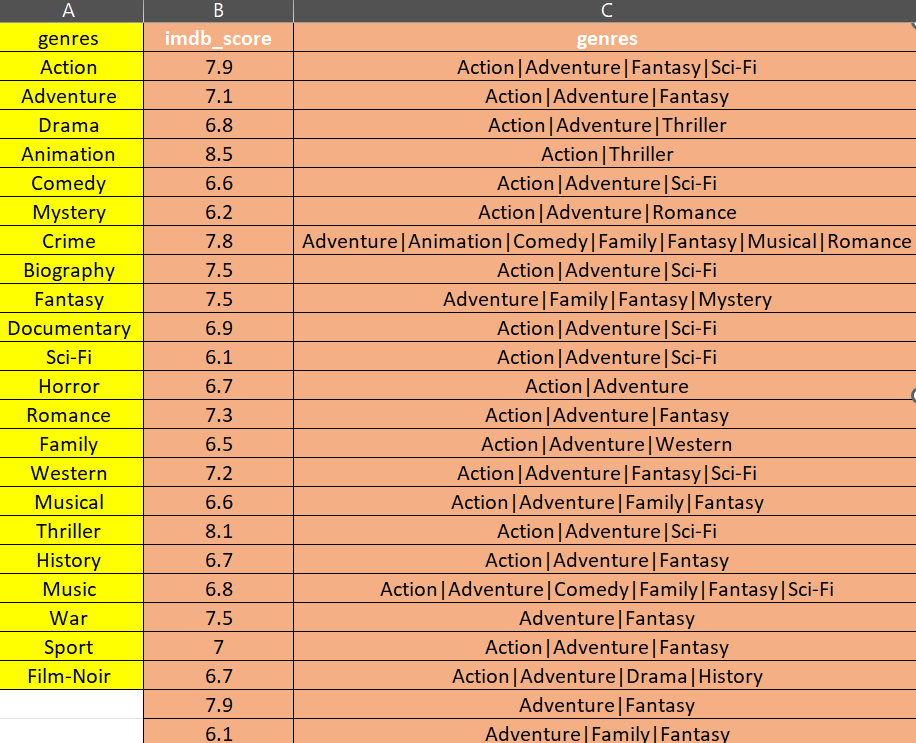 A B C
genres imdb_score genres
Action 7.9 Action|Adventure|Fantasy|Sci-Fi
Adventure 7.1 Action|Adventure|Fantasy
Drama 6.8 Action|Adventure|Thriller
Animation 8.5 Action|Thriller
Comedy 6.6 Action|Adventure|Sci-Fi
Mystery 6.2 Action|Adventure|Romance
Crime 7.8 Adventure|Animation|Comedy|Family|Fantasy|Musical|Romance
Biography 7.5 Action|Adventure|Sci-Fi
Fantasy 7.5 Adventure|Family|Fantasy|Mystery
Documentary 6.9 Action|Adventure|Sci-Fi
Sci-Fi 6.1 Action|Adventure|Sci-Fi
Horror 6.7 Action|Adventure
Romance 7.3 Action|Adventure|Fantasy
Family 6.5 Action|Adventure|Western
Western 7.2 Action|Adventure|Fantasy|Sci-Fi
Musical 6.6 Action|Adventure|Family|Fantasy
Thriller 8.1 Action|Adventure|Sci-Fi
History 6.7 Action|Adventure|Fantasy
Music 6.8 Action|Adventure|Comedy|Family|Fantasy|Sci-Fi
War 7.5 Adventure|Fantasy
Sport 7 Action|Adventure|Fantasy
Film-Noir 6.7 Action|Adventure|Drama|History
7.9 Adventure|Fantasy
6.1 Adventure|Family|Fantasy